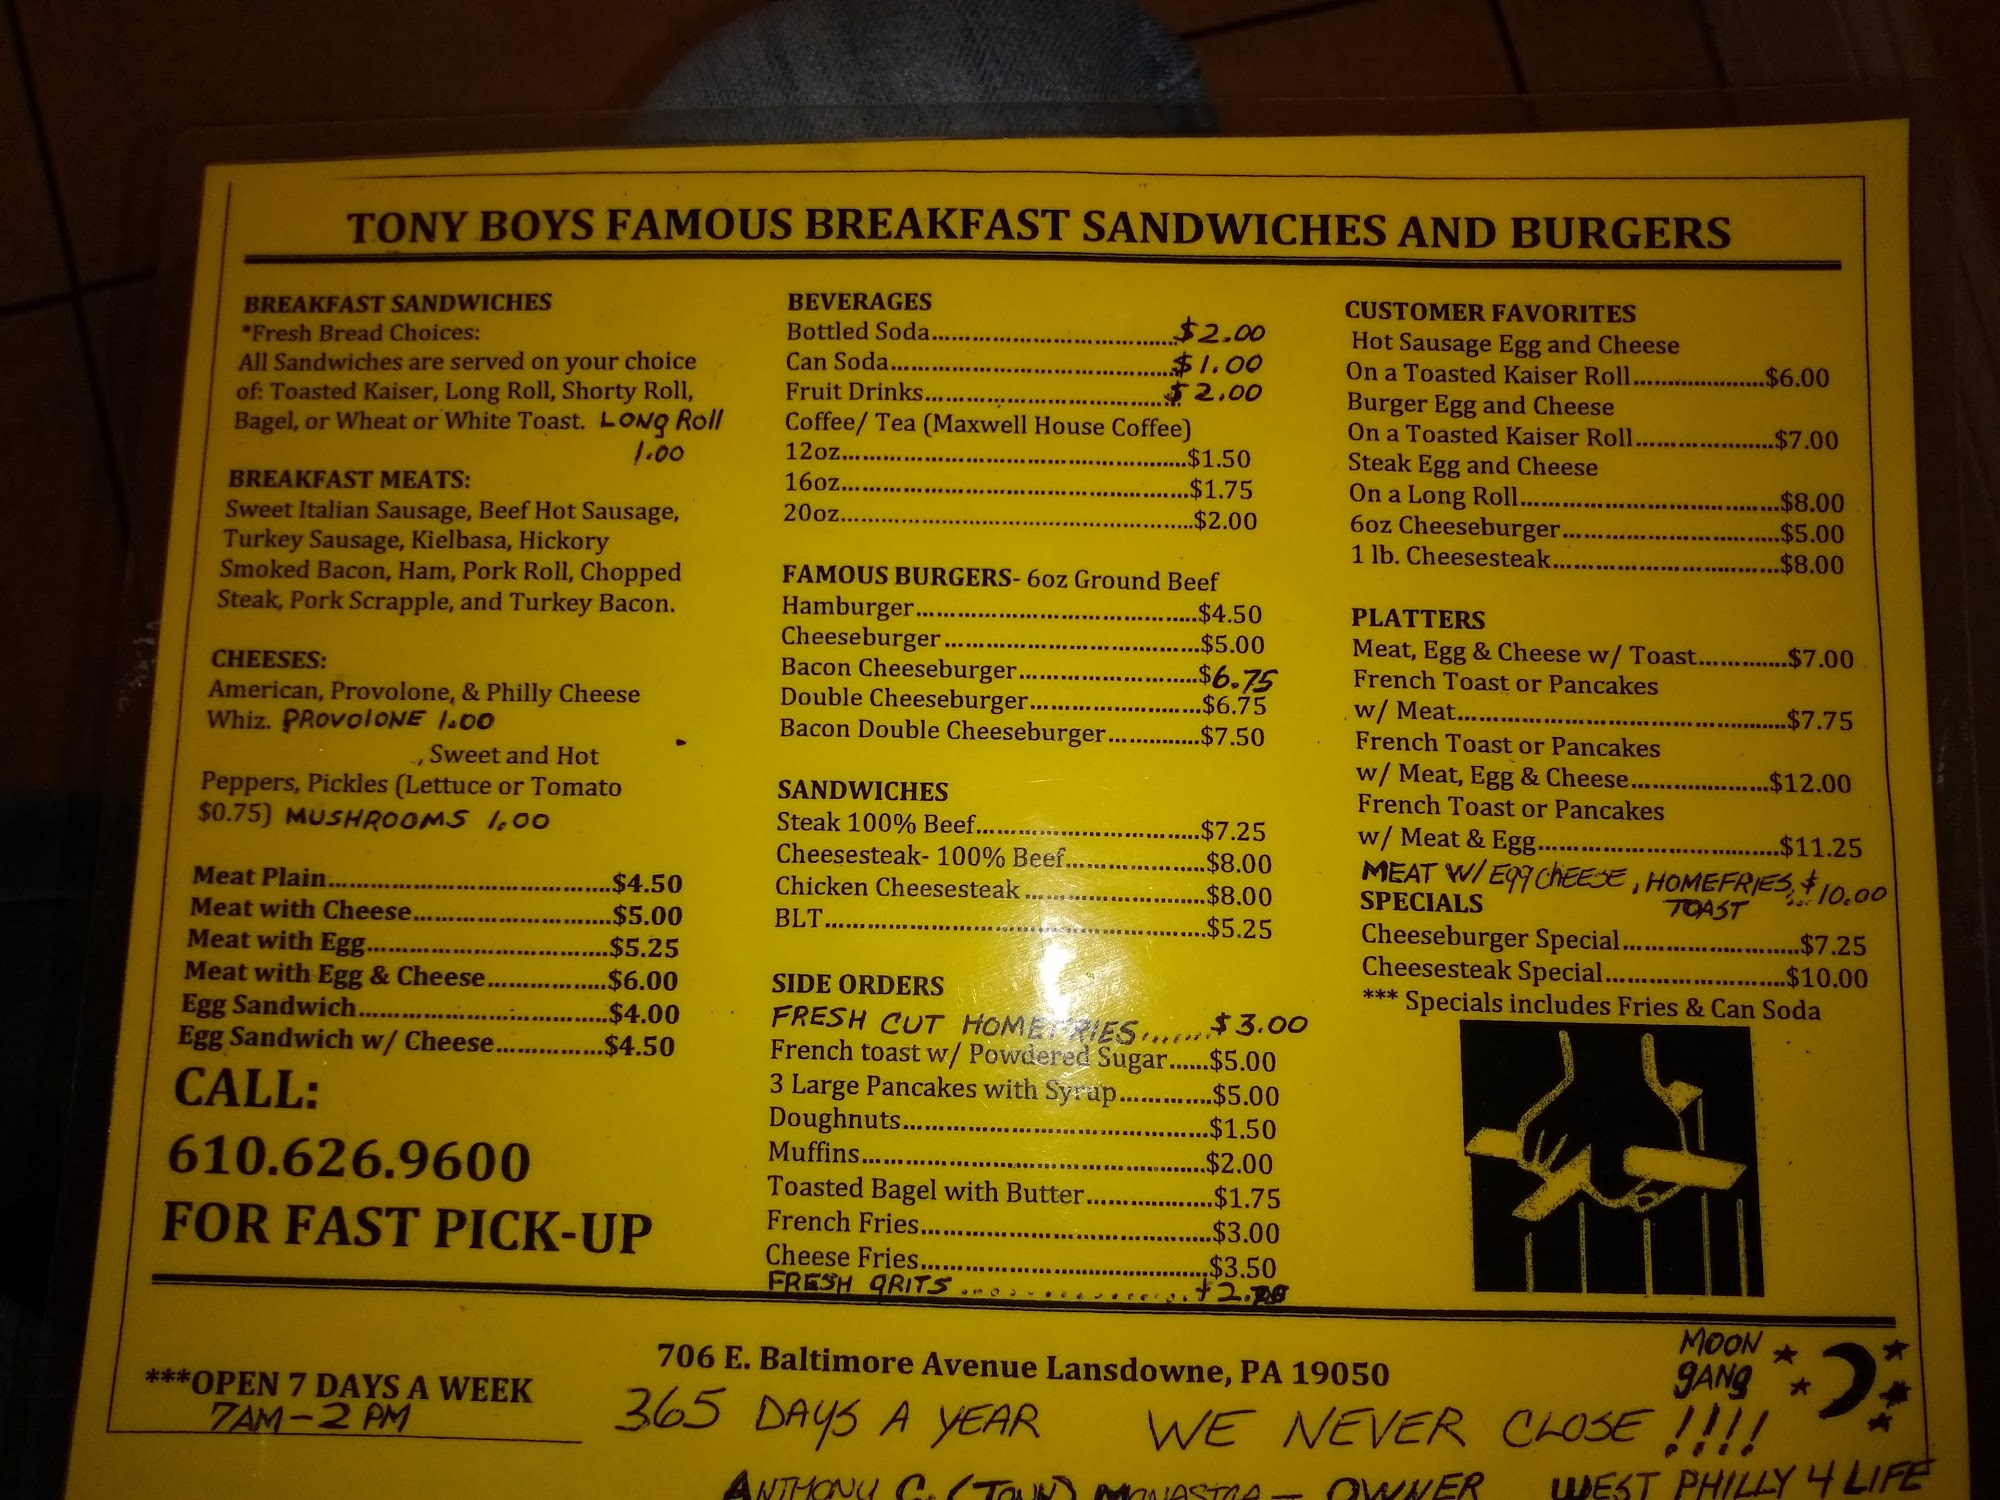 TONY BOYS FAMOUS BREAKFAST SANDWICHES AND BURGERS
BREAKFAST SANDWICHES
*Fresh Bread Choices:
All Sandwiches are served on your choice
of: Toasted Kaiser, Long Roll, Shorty Roll,
Bagel, or Wheat or White Toast. LONG ROLL
1.00
BREAKFAST MEATS:
Sweet Italian Sausage, Beef Hot Sausage,
Turkey Sausage, Kielbasa, Hickory
Smoked Bacon, Ham, Pork Roll, Chopped
Steak, Pork Scrapple, and Turkey Bacon.
CHEESES:
American, Provolone, & Philly Cheese
Whiz. PROVOLONE 1.00
., Sweet and Hot
Peppers, Pickles (Lettuce or Tomato
$0.75) MUSHROOMS 1.00
Meat Plain.....$4.50
Meat with Cheese.....$5.00
Meat with Egg.....$5.25
Meat with Egg & Cheese.....$6.00
Egg Sandwich.....$4.00
Egg Sandwich w/ Cheese.....$4.50
CALL:
610.626.9600
FOR FAST PICK-UP
BEVERAGES
Bottled Soda.....$2.00
Can Soda.....$1.00
Fruit Drinks.....$2.00
Coffee/ Tea (Maxwell House Coffee)
12oz.....$1.50
16oz.....$1.75
20oz.....$2.00
FAMOUS BURGERS- 6oz Ground Beef
Hamburger.....$4.50
Cheeseburger.....$5.00
Bacon Cheeseburger.....$6.75
Double Cheeseburger.....$6.75
Bacon Double Cheeseburger.....$7.50
SANDWICHES
Steak 100% Beef.....$7.25
Cheesesteak- 100% Beef.....$8.00
Chicken Cheesesteak.....$8.00
BLT.....$5.25
SIDE ORDERS
FRESH CUT HOMEFRIES.....$3.00
French toast w/ Powdered Sugar.....$5.00
3 Large Pancakes with Syrup.....$5.00
Doughnuts.....$1.50
Muffins.....$2.00
Toasted Bagel with Butter.....$1.75
French Fries.....$3.00
Cheese Fries.....$3.50
FRESH GRITS
CUSTOMER FAVORITES
Hot Sausage Egg and Cheese
On a Toasted Kaiser Roll.....$6.00
Burger Egg and Cheese
On a Toasted Kaiser Roll.....$7.00
Steak Egg and Cheese
On a Long Roll.....$8.00
6oz Cheeseburger.....$5.00
1 lb. Cheesesteak.....$8.00
PLATTERS
Meat, Egg & Cheese w/ Toast.....$7.00
French Toast or Pancakes
w/ Meat.....$7.75
French Toast or Pancakes
w/ Meat, Egg & Cheese.....$12.00
French Toast or Pancakes
w/ Meat & Egg.....$11.25
MEAT W/ EGG CHEESE, HOMEFRIES, $10.00
TOAST
SPECIALS
Cheeseburger Special.....$7.25
Cheesesteak Special.....$10.00
*** Specials includes Fries & Can Soda
706 E. Baltimore Avenue Lansdowne, PA 19050
MOON
GANG
***OPEN 7 DAYS A WEEK
7AM-2 PM
365 DAYS A YEAR WE NEVER CLOSE !!!!
ANTHONY C. (TONY) MONASTRA - OWNER WEST PHILLY 4 LIFE